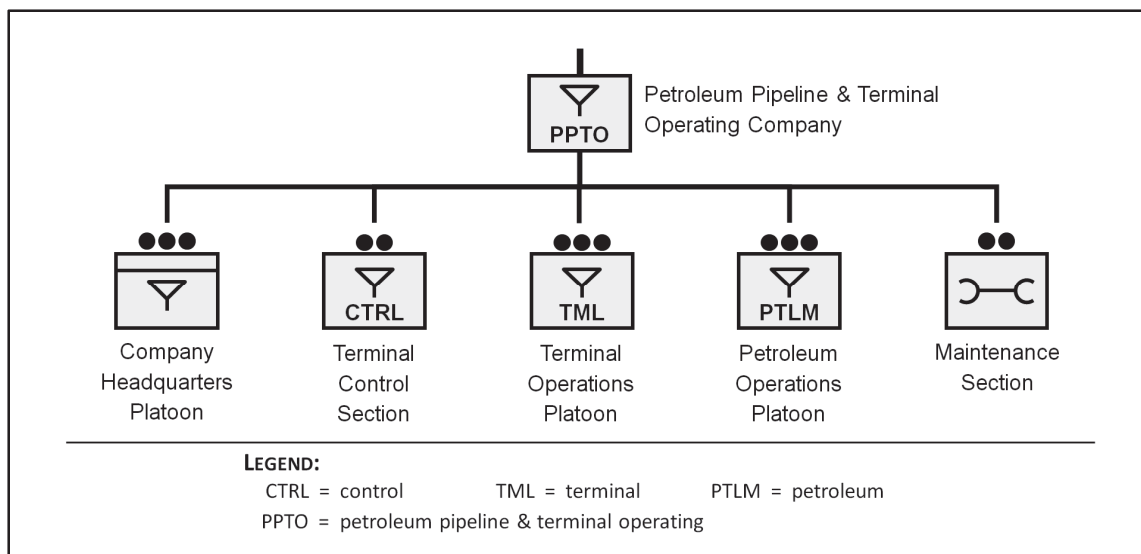 PPTO
Petroleum Pipeline & Terminal
Operating Company
CTRL
TML
PTLM
Company
Headquarters
Platoon
Terminal
Control
Section
Terminal
Operations
Platoon
Petroleum
Operations
Platoon
Maintenance
Section
LEGEND:
CTRL = control TML = terminal PTLM = petroleum
PPTO = petroleum pipeline & terminal operating